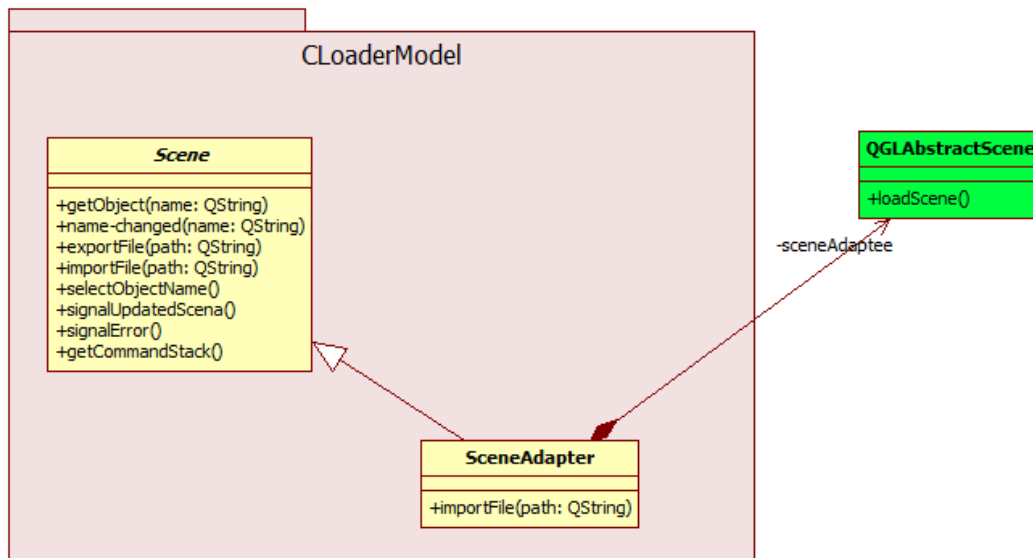 CLoaderModel
Scene
+getObject(name: QString)
+name-changed(name: QString)
+exportFile(path: QString)
+importFile(path: QString)
+selectObjectName()
+signalUpdatedScena()
+signalError()
+getCommandStack()
QGLAbstractScene
+loadScene()
-sceneAdaptee
SceneAdapter
+importFile(path: QString)